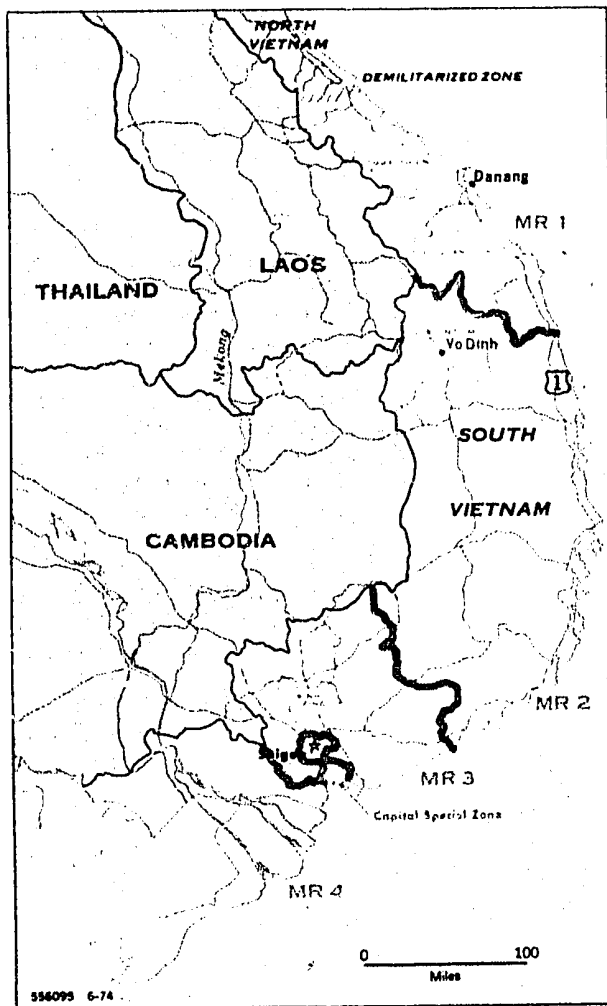 NORTH
VIETNAM
DEMILITARIZED ZONE
Danang
MR 1
LAOS
THAILAND
Mekong
Vo Dinh
1
SOUTH
VIETNAM
CAMBODIA
MR 2
Saigon
MR 3
Capital Special Zone
MR 4
0 100
Miles
556095 6-74